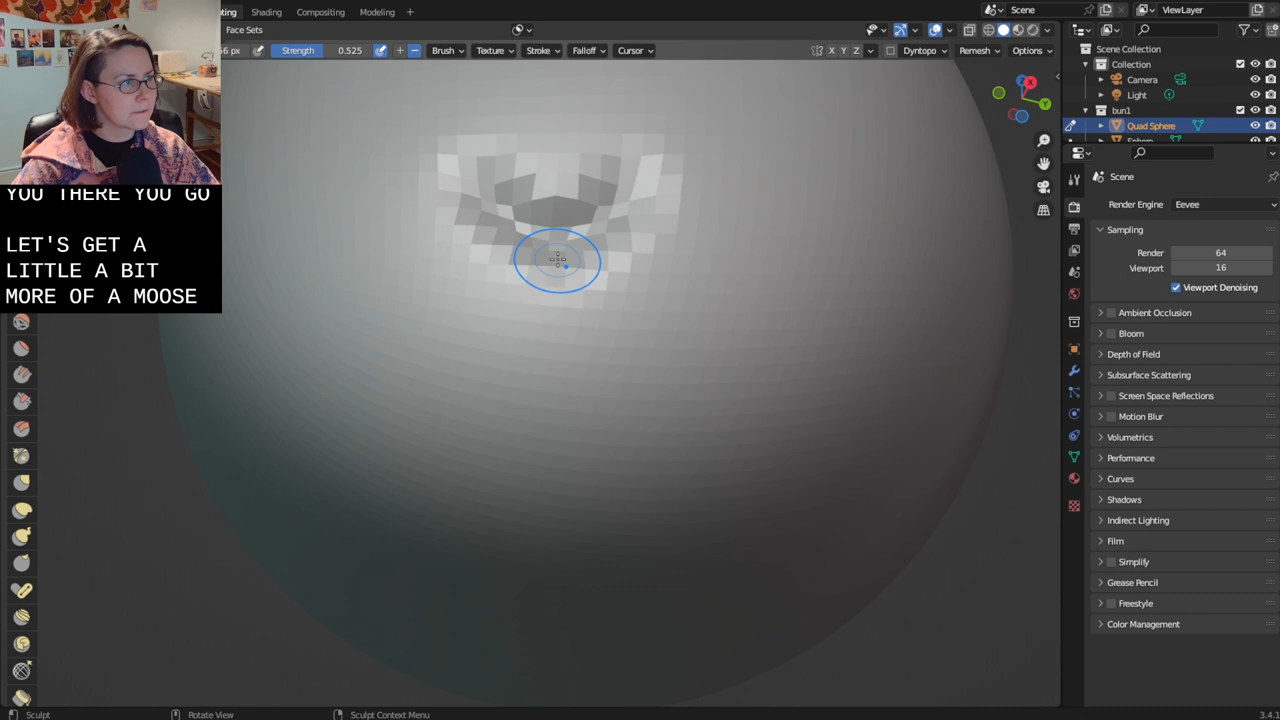 ting Shading Compositing Modeling +
Scene
ViewLayer
Face Sets
Strength 0.525
Brush Texture Stroke Falloff Cursor
X Y Z
Dyntopo
Remesh
Options
Scene Collection
Collection
Camera
Light
bun1
Quad Sphere
Scene
Render Engine Eevee
Sampling
Render 64
Viewport 16
Viewport Denoising
Ambient Occlusion
Bloom
Depth of Field
Subsurface Scattering
Screen Space Reflections
Motion Blur
Volumetrics
Performance
Curves
Shadows
Indirect Lighting
Film
Simplify
Grease Pencil
Freestyle
Color Management
YOU THERE YOU GO
LET'S GET A
LITTLE A BIT
MORE OF A MOOSE
Sculpt
Rotate View
Sculpt Context Menu
3.4.1